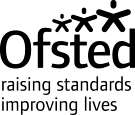 Ofsted
raising standards
improving lives